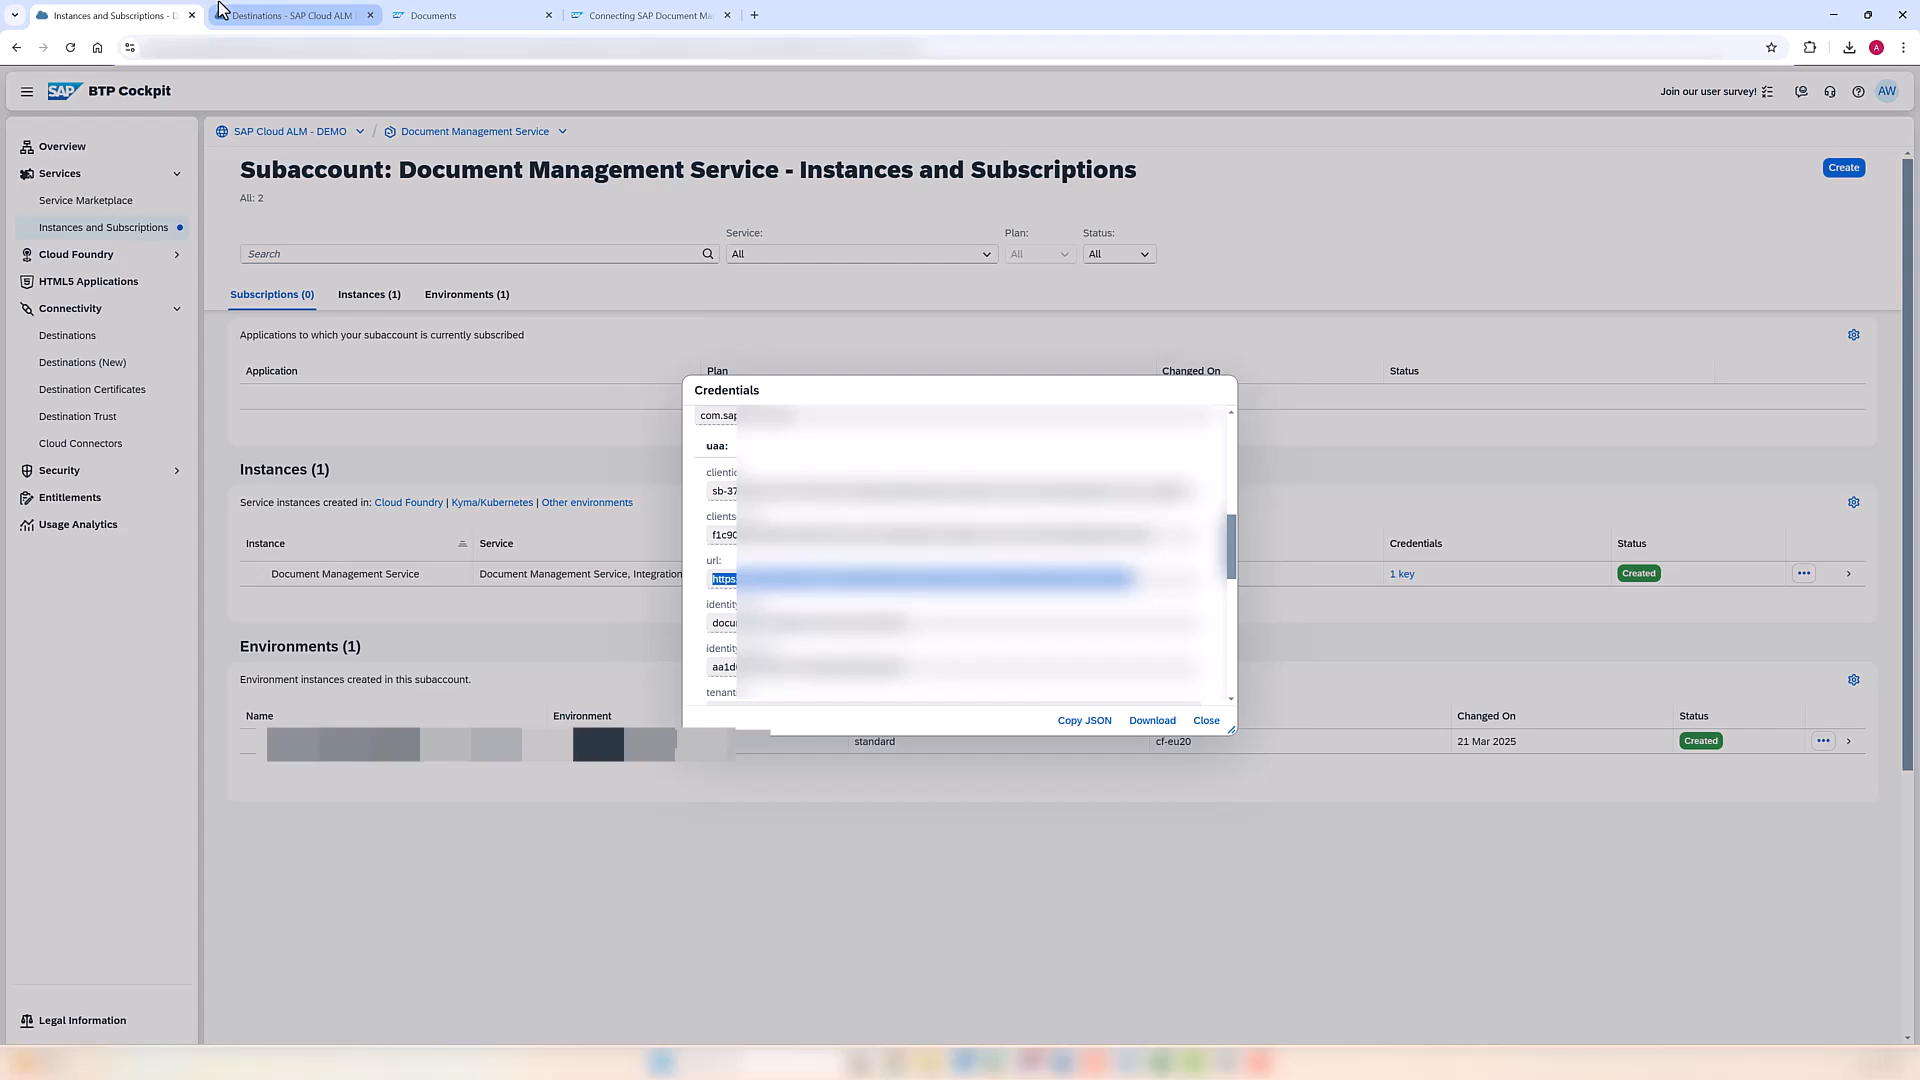 Instances and Subscriptions - D
Destinations - SAP Cloud ALM
Documents
Connecting SAP Document Ma
A
SAP BTP Cockpit
Join our user survey!
AW
Overview
Services
Service Marketplace
Instances and Subscriptions
Cloud Foundry
HTML5 Applications
Connectivity
Destinations
Destinations (New)
Destination Certificates
Destination Trust
Cloud Connectors
Security
Entitlements
Usage Analytics
Legal Information
SAP Cloud ALM - DEMO / Document Management Service
Subaccount: Document Management Service - Instances and Subscriptions
Create
All: 2
Service: Plan: Status:
Search All All All
Subscriptions (0) Instances (1) Environments (1)
Applications to which your subaccount is currently subscribed
Application Plan Changed On Status
Instances (1)
Service instances created in: Cloud Foundry | Kyma/Kubernetes | Other environments
Instance Service Credentials Status
Document Management Service Document Management Service, Integration 1 key Created
Environments (1)
Environment instances created in this subaccount.
Name Environment Changed On Status
standard cf-eu20 21 Mar 2025 Created
Credentials
com.sap
uaa:
clientid
sb-37
clients
f1c90
url:
https:
identity
docu
identity
aa1d
tenant
Copy JSON Download Close